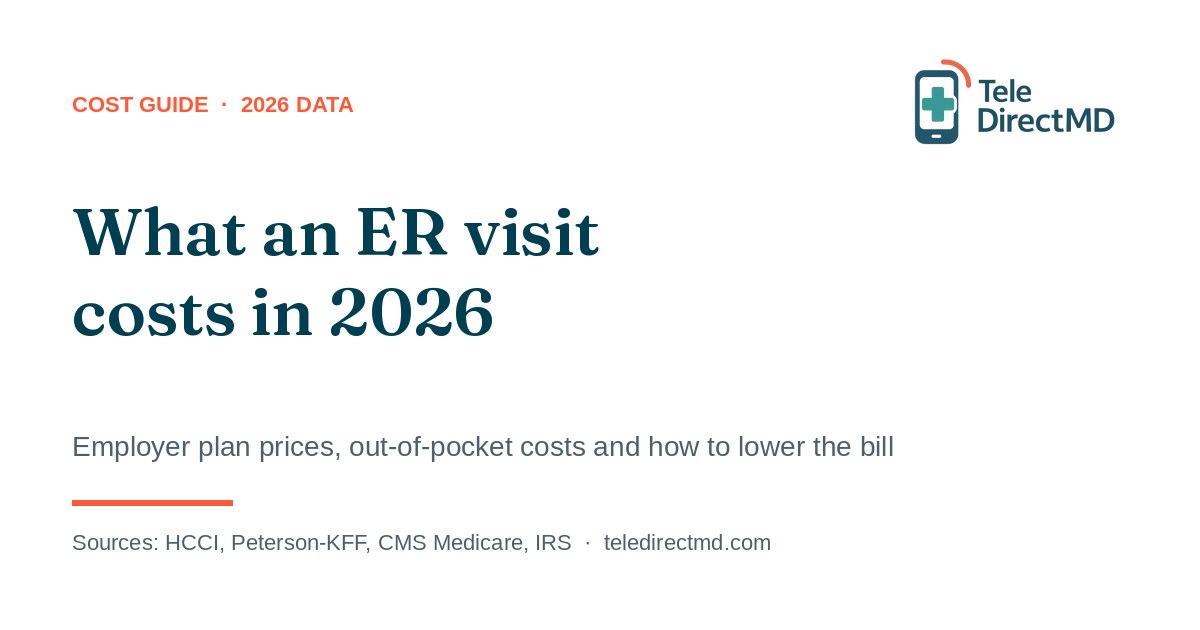 COST GUIDE · 2026 DATA
Tele
DirectMD
What an ER visit
costs in 2026
Employer plan prices, out-of-pocket costs and how to lower the bill
Sources: HCCI, Peterson-KFF, CMS Medicare, IRS · teledirectmd.com